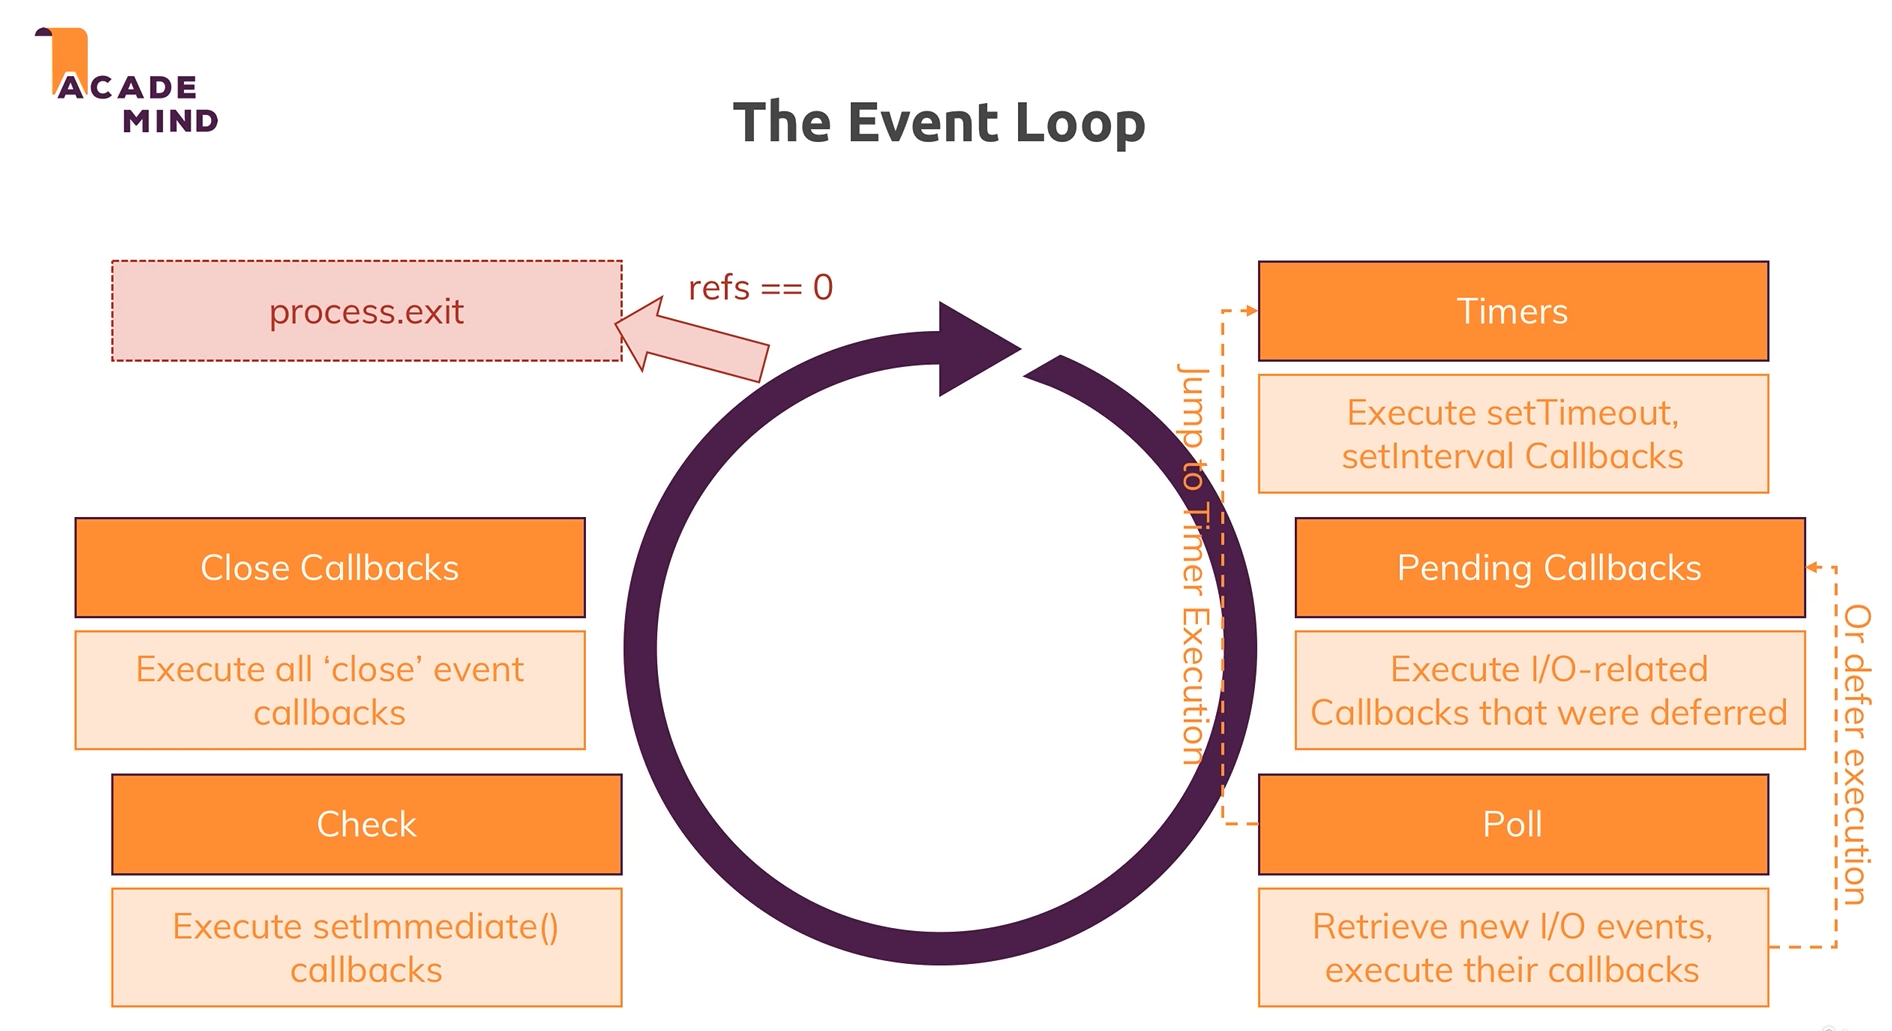 ACADE
MIND
The Event Loop
process.exit
refs == 0
Timers
Execute setTimeout,
setInterval Callbacks
Jump to Timer Execution
Close Callbacks
Execute all ‘close’ event
callbacks
Pending Callbacks
Execute I/O-related
Callbacks that were deferred
Or defer execution
Check
Execute setImmediate()
callbacks
Poll
Retrieve new I/O events,
execute their callbacks